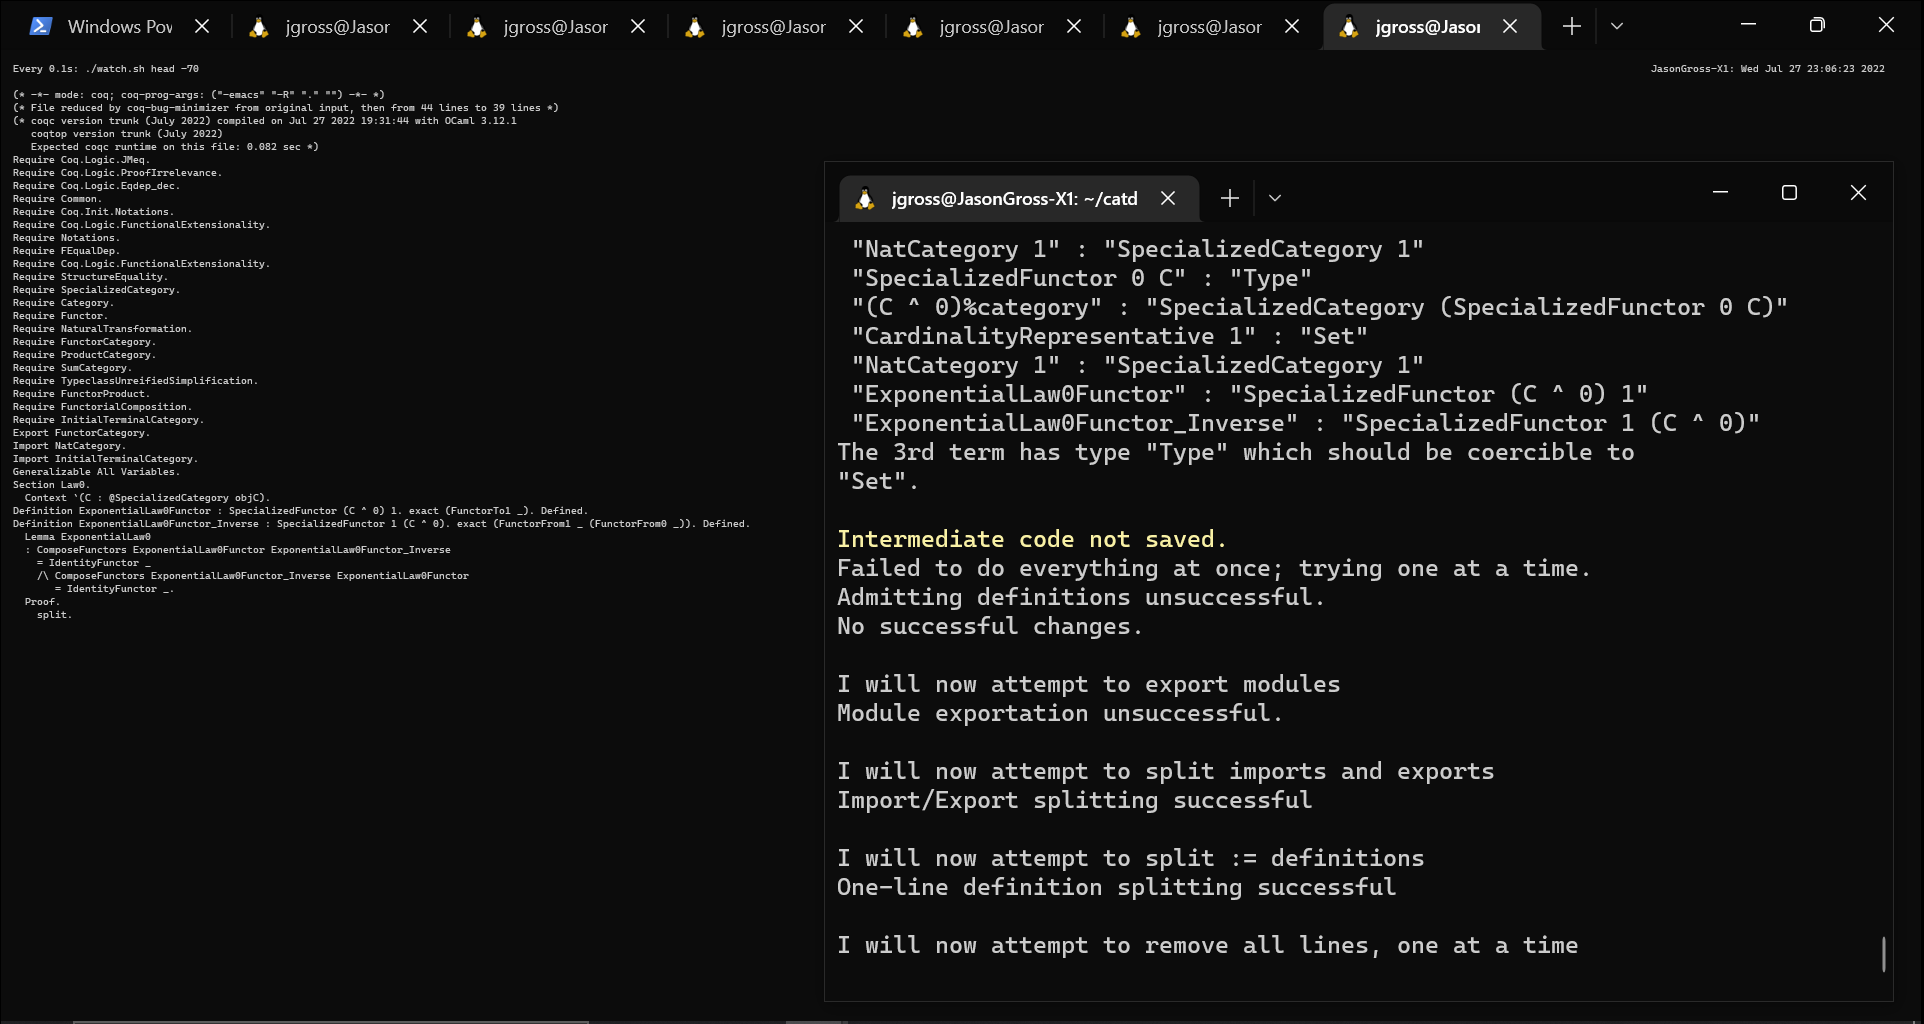 Windows Pov
jgross@Jasor
jgross@Jasor
jgross@Jasor
jgross@Jasor
jgross@Jasor
jgross@Jasor
Every 0.1s: ./watch.sh head -70
JasonGross-X1: Wed Jul 27 23:06:23 2022
(* -*- mode: coq; coq-prog-args: ("-emacs" "-R" "." "") -*- *)
(* File reduced by coq-bug-minimizer from original input, then from 44 lines to 39 lines *)
(* coqc version trunk (July 2022) compiled on Jul 27 2022 19:31:44 with OCaml 3.12.1
   coqtop version trunk (July 2022)
   Expected coqc runtime on this file: 0.082 sec *)
Require Coq.Logic.JMeq.
Require Coq.Logic.ProofIrrelevance.
Require Coq.Logic.Eqdep_dec.
Require Common.
Require Coq.Init.Notations.
Require Coq.Logic.FunctionalExtensionality.
Require Notations.
Require FEqualDep.
Require Coq.Logic.FunctionalExtensionality.
Require StructureEquality.
Require SpecializedCategory.
Require Category.
Require Functor.
Require NaturalTransformation.
Require FunctorCategory.
Require ProductCategory.
Require SumCategory.
Require TypeclassUnreifiedSimplification.
Require FunctorProduct.
Require FunctorialComposition.
Require InitialTerminalCategory.
Export FunctorCategory.
Import NatCategory.
Import InitialTerminalCategory.
Generalizable All Variables.
Section Law0.
  Context `(C : @SpecializedCategory objC).
Definition ExponentialLaw0Functor : SpecializedFunctor (C ^ 0) 1. exact (FunctorTo1 _). Defined.
Definition ExponentialLaw0Functor_Inverse : SpecializedFunctor 1 (C ^ 0). exact (FunctorFrom1 _ (FunctorFrom0 _)). Defined.
  Lemma ExponentialLaw0
  : ComposeFunctors ExponentialLaw0Functor ExponentialLaw0Functor_Inverse
    = IdentityFunctor _
    /\ ComposeFunctors ExponentialLaw0Functor_Inverse ExponentialLaw0Functor
       = IdentityFunctor _.
  Proof.
    split.
jgross@JasonGross-X1: ~/catd
 "NatCategory 1" : "SpecializedCategory 1"
 "SpecializedFunctor 0 C" : "Type"
 "(C ^ 0)%category" : "SpecializedCategory (SpecializedFunctor 0 C)"
 "CardinalityRepresentative 1" : "Set"
 "NatCategory 1" : "SpecializedCategory 1"
 "ExponentialLaw0Functor" : "SpecializedFunctor (C ^ 0) 1"
 "ExponentialLaw0Functor_Inverse" : "SpecializedFunctor 1 (C ^ 0)"
The 3rd term has type "Type" which should be coercible to
"Set".
Intermediate code not saved.
Failed to do everything at once; trying one at a time.
Admitting definitions unsuccessful.
No successful changes.
I will now attempt to export modules
Module exportation unsuccessful.
I will now attempt to split imports and exports
Import/Export splitting successful
I will now attempt to split := definitions
One-line definition splitting successful
I will now attempt to remove all lines, one at a time